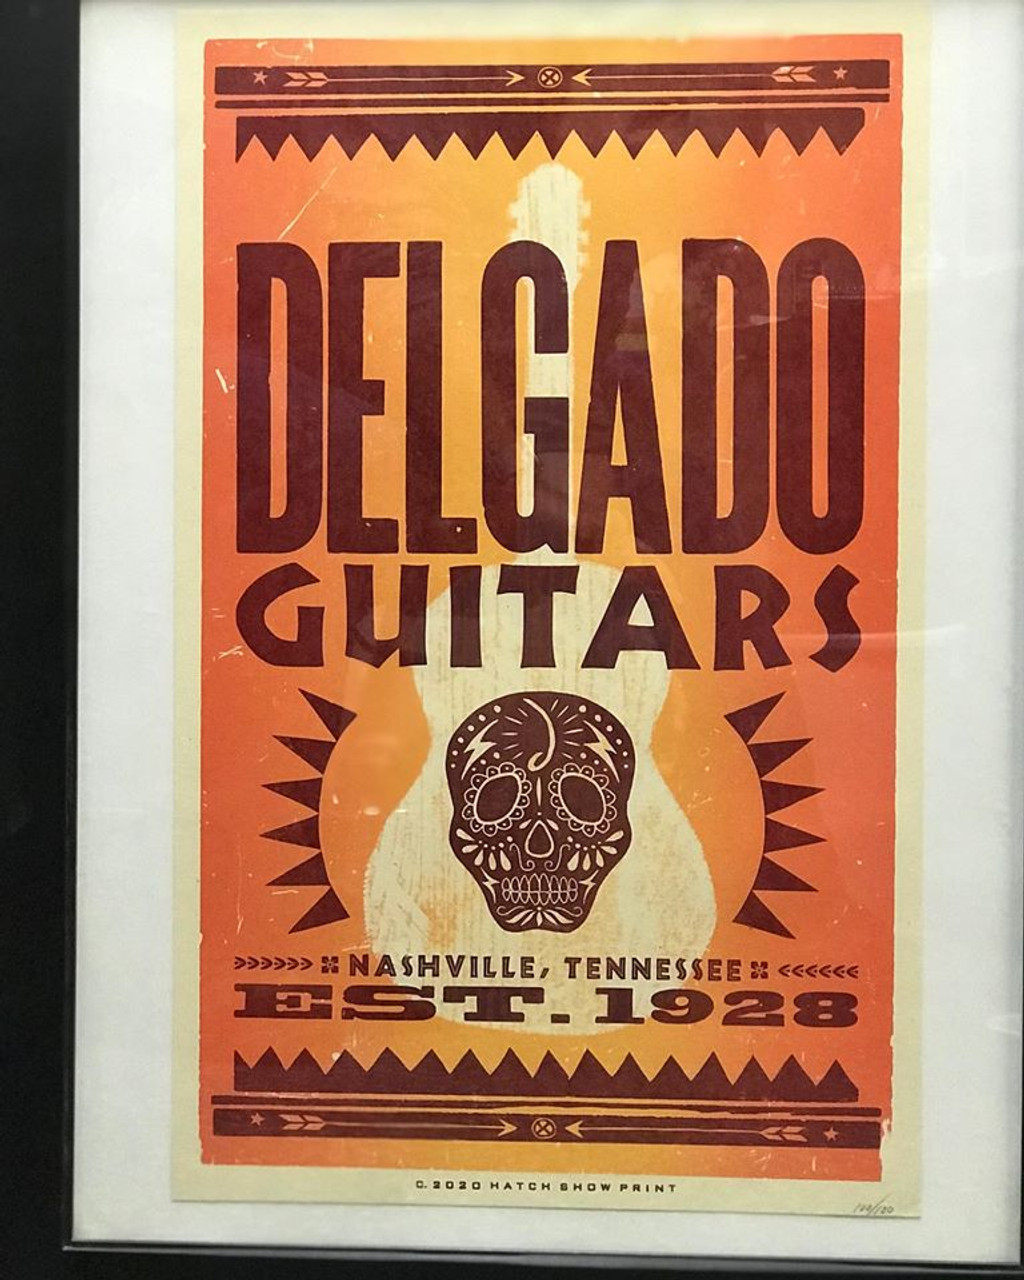 DELGADO
GUITARS
NASHVILLE, TENNESSEE
EST. 1928
C. 2020 HATCH SHOW PRINT